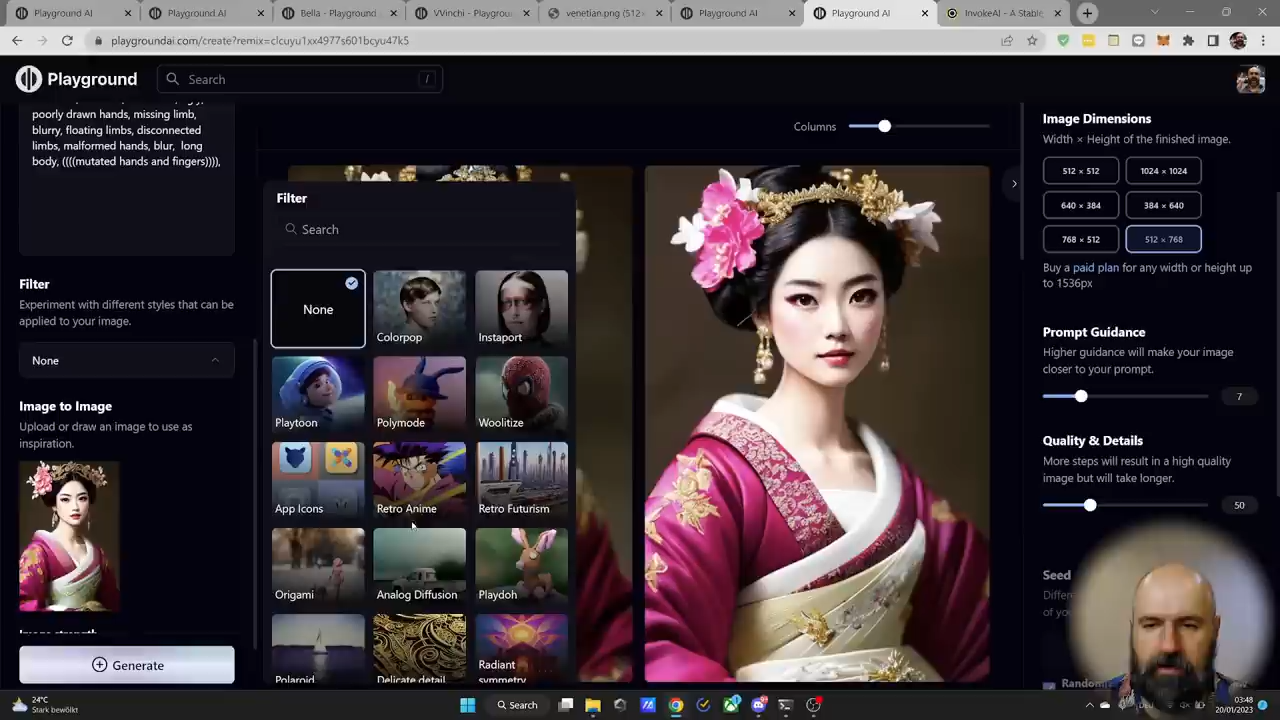 Playground AI
Playground.AI
Bella - Playground
VVinchi - Playgroun
venetian.png (512×
Playground AI
Playground AI
InvokeAI - A Stable
playgroundai.com/create?remix=clcuyu1xx4977s601bcyu47k5
Playground
Search
/
poorly drawn hands, missing limb,
blurry, floating limbs, disconnected
limbs, malformed hands, blur, long
body, ((((mutated hands and fingers)))),
Filter
Experiment with different styles that can be
applied to your image.
None
Image to Image
Upload or draw an image to use as
inspiration.
Image strength
Generate
Columns
Filter
Search
None
Colorpop
Instaport
Playtoon
Polymode
Woolitize
App Icons
Retro Anime
Retro Futurism
Origami
Analog Diffusion
Playdoh
Polaroid
Delicate detail
Radiant
symmetry
Image Dimensions
Width × Height of the finished image.
512 × 512
1024 × 1024
640 × 384
384 × 640
768 × 512
512 × 768
Buy a paid plan for any width or height up
to 1536px
Prompt Guidance
Higher guidance will make your image
closer to your prompt.
7
Quality & Details
More steps will result in a high quality
image but will take longer.
50
Seed
of yo
24°C
Stark bewölkt
Search
DEU
03:48
20/01/2023